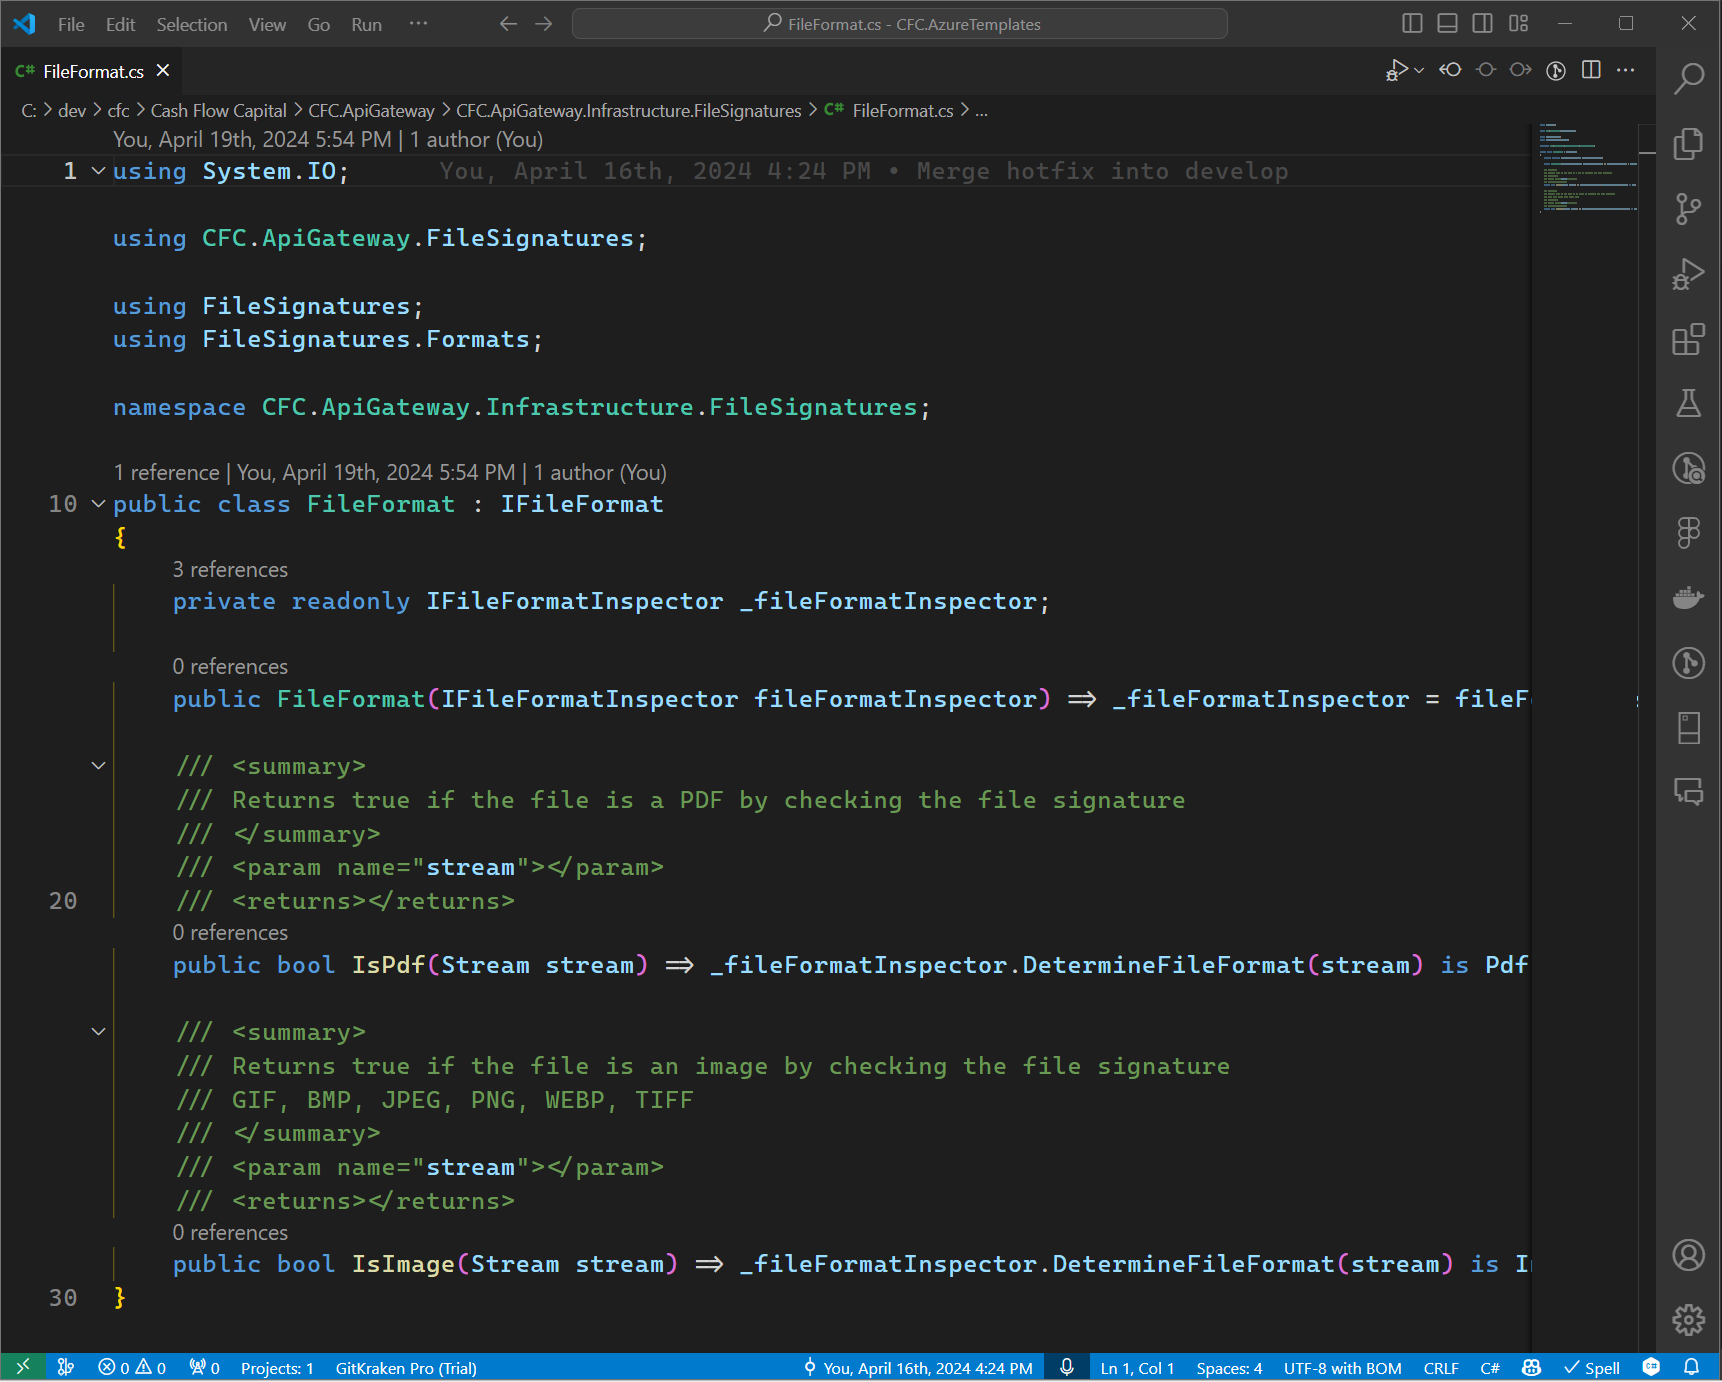 File Edit Selection View Go Run ··· FileFormat.cs - CFC.AzureTemplates
C# FileFormat.cs
C: > dev > cfc > Cash Flow Capital > CFC.ApiGateway > CFC.ApiGateway.Infrastructure.FileSignatures > C# FileFormat.cs > ...
You, April 19th, 2024 5:54 PM | 1 author (You)
1 using System.IO; You, April 16th, 2024 4:24 PM • Merge hotfix into develop
using CFC.ApiGateway.FileSignatures;
using FileSignatures;
using FileSignatures.Formats;
namespace CFC.ApiGateway.Infrastructure.FileSignatures;
1 reference | You, April 19th, 2024 5:54 PM | 1 author (You)
10 public class FileFormat : IFileFormat
{
3 references
private readonly IFileFormatInspector _fileFormatInspector;
0 references
public FileFormat(IFileFormatInspector fileFormatInspector) => _fileFormatInspector = fileF
/// <summary>
/// Returns true if the file is a PDF by checking the file signature
/// </summary>
/// <param name="stream"></param>
20 /// <returns></returns>
0 references
public bool IsPdf(Stream stream) => _fileFormatInspector.DetermineFileFormat(stream) is Pdf
/// <summary>
/// Returns true if the file is an image by checking the file signature
/// GIF, BMP, JPEG, PNG, WEBP, TIFF
/// </summary>
/// <param name="stream"></param>
/// <returns></returns>
0 references
public bool IsImage(Stream stream) => _fileFormatInspector.DetermineFileFormat(stream) is I
30 }
0 0 0 Projects: 1 GitKraken Pro (Trial) You, April 16th, 2024 4:24 PM Ln 1, Col 1 Spaces: 4 UTF-8 with BOM CRLF C# Spell